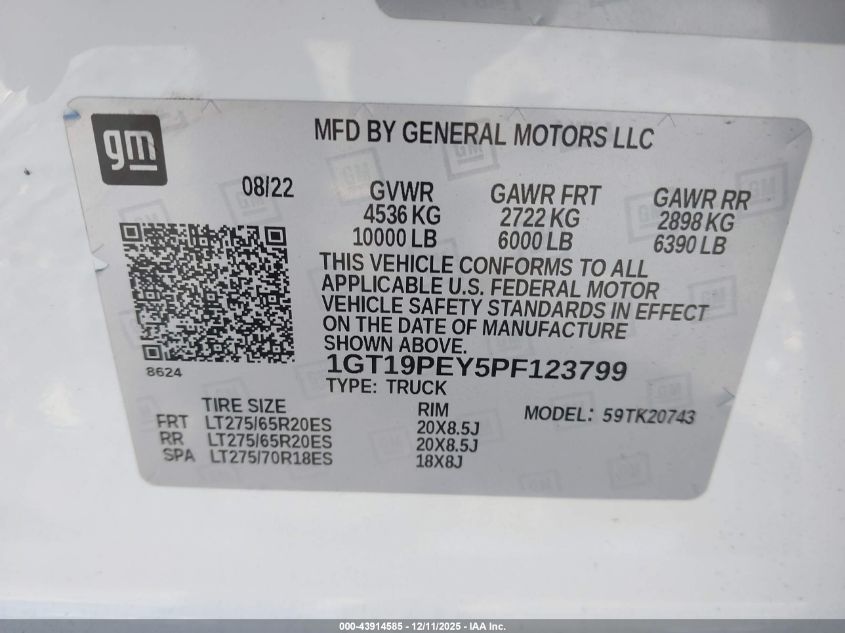 gm
MFD BY GENERAL MOTORS LLC
08/22
GVWR GAWR FRT GAWR RR
4536 KG 2722 KG 2898 KG
10000 LB 6000 LB 6390 LB
THIS VEHICLE CONFORMS TO ALL
APPLICABLE U.S. FEDERAL MOTOR
VEHICLE SAFETY STANDARDS IN EFFECT
ON THE DATE OF MANUFACTURE
SHOWN ABOVE.
8624
1GT19PEY5PF123799
TYPE: TRUCK
TIRE SIZE RIM MODEL: 59TK20743
FRT LT275/65R20ES 20X8.5J
RR LT275/65R20ES 20X8.5J
SPA LT275/70R18ES 18X8J
000-43914585 - 12/11/2025 - IAA Inc.